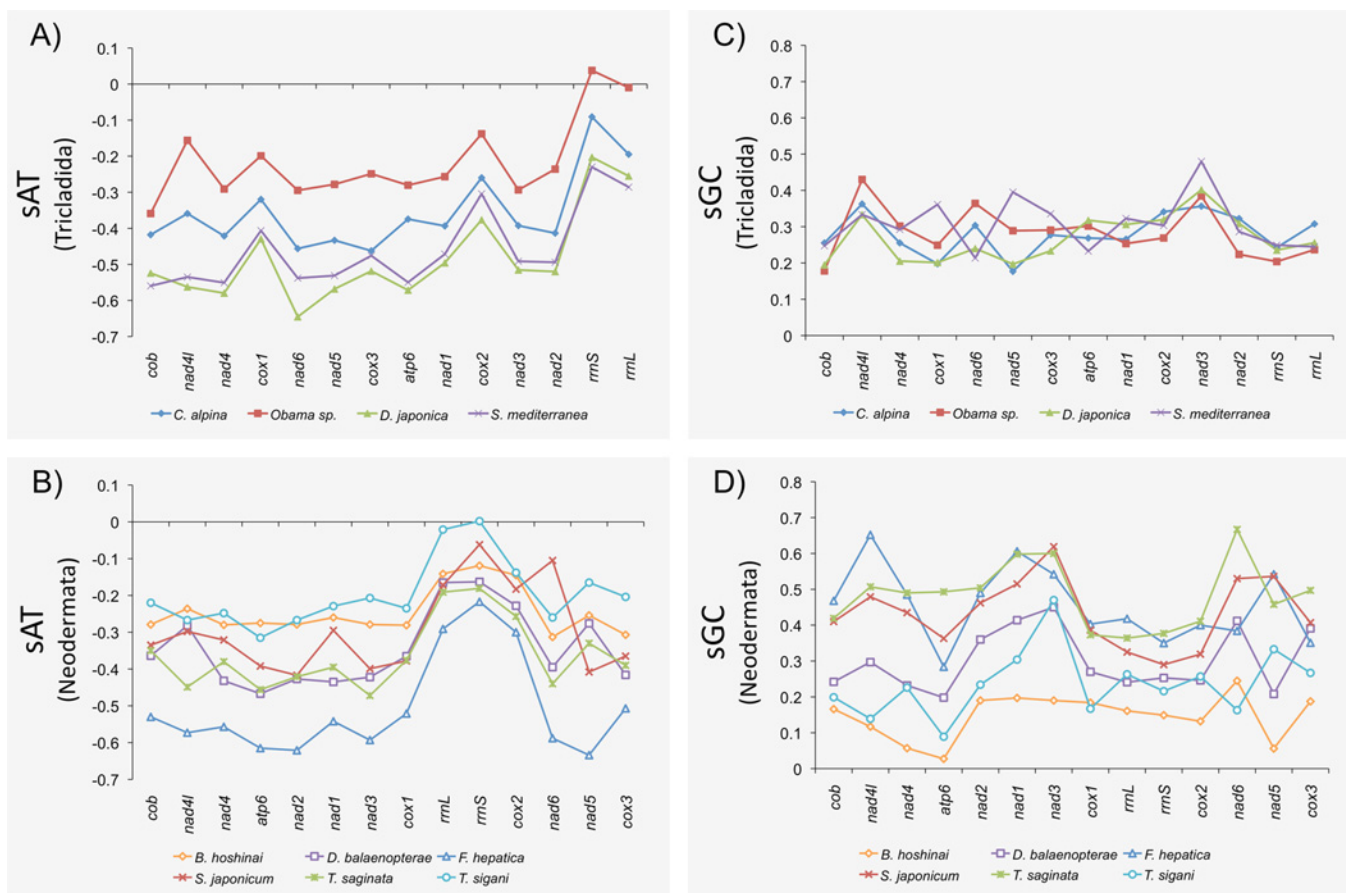 A)
sAT
(Tricladida)
0.1
0
-0.1
-0.2
-0.3
-0.4
-0.5
-0.6
-0.7
cob nad4l nad4 cox1 nad6 nad5 cox3 atp6 nad1 cox2 nad3 nad2 rrnS rrnL
C. alpina Obama sp. D. japonica S. mediterranea
C)
sGC
(Tricladida)
0.8
0.7
0.6
0.5
0.4
0.3
0.2
0.1
0
cob nad4l nad4 cox1 nad6 nad5 cox3 atp6 nad1 cox2 nad3 nad2 rrnS rrnL
C. alpina Obama sp. D. japonica S. mediterranea
B)
sAT
(Neodermata)
0.1
0
-0.1
-0.2
-0.3
-0.4
-0.5
-0.6
-0.7
cob nad4l nad4 atp6 nad2 nad1 nad3 cox1 rrnL rrnS cox2 nad6 nad5 cox3
B. hoshinai D. balaenopterae F. hepatica
S. japonicum T. saginata T. sigani
D)
sGC
(Neodermata)
0.8
0.7
0.6
0.5
0.4
0.3
0.2
0.1
0
cob nad4l nad4 atp6 nad2 nad1 nad3 cox1 rrnL rrnS cox2 nad6 nad5 cox3
B. hoshinai D. balaenopterae F. hepatica
S. japonicum T. saginata T. sigani